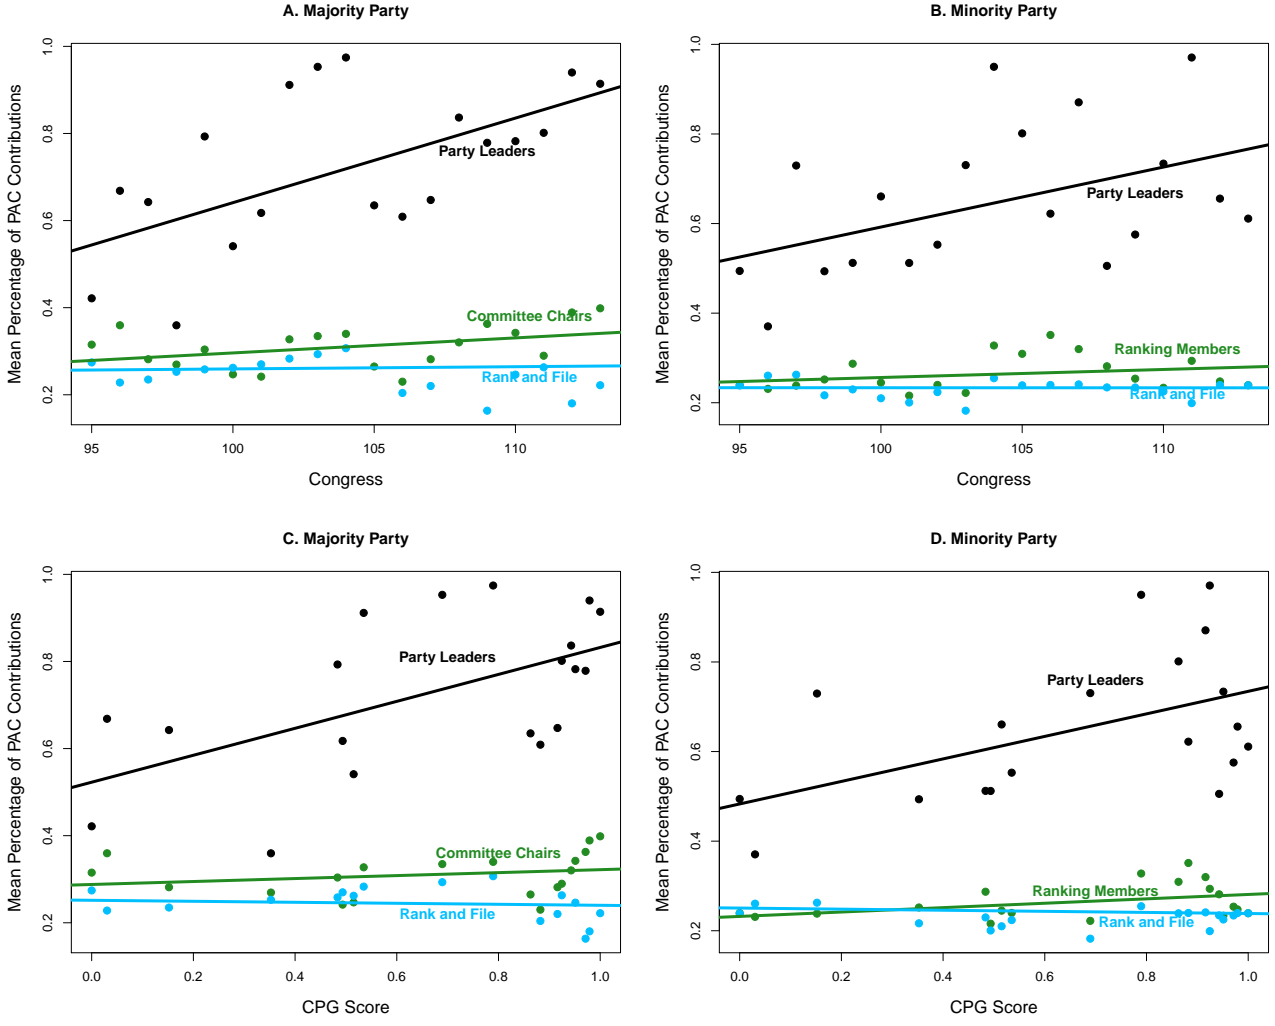 A. Majority Party
Mean Percentage of PAC Contributions
1.0
0.8
0.6
0.4
0.2
Party Leaders
Committee Chairs
Rank and File
95
100
105
110
Congress
B. Minority Party
Mean Percentage of PAC Contributions
1.0
0.8
0.6
0.4
0.2
Party Leaders
Ranking Members
Rank and File
95
100
105
110
Congress
C. Majority Party
Mean Percentage of PAC Contributions
1.0
0.8
0.6
0.4
0.2
Party Leaders
Committee Chairs
Rank and File
0.0
0.2
0.4
0.6
0.8
1.0
CPG Score
D. Minority Party
Mean Percentage of PAC Contributions
1.0
0.8
0.6
0.4
0.2
Party Leaders
Ranking Members
Rank and File
0.0
0.2
0.4
0.6
0.8
1.0
CPG Score